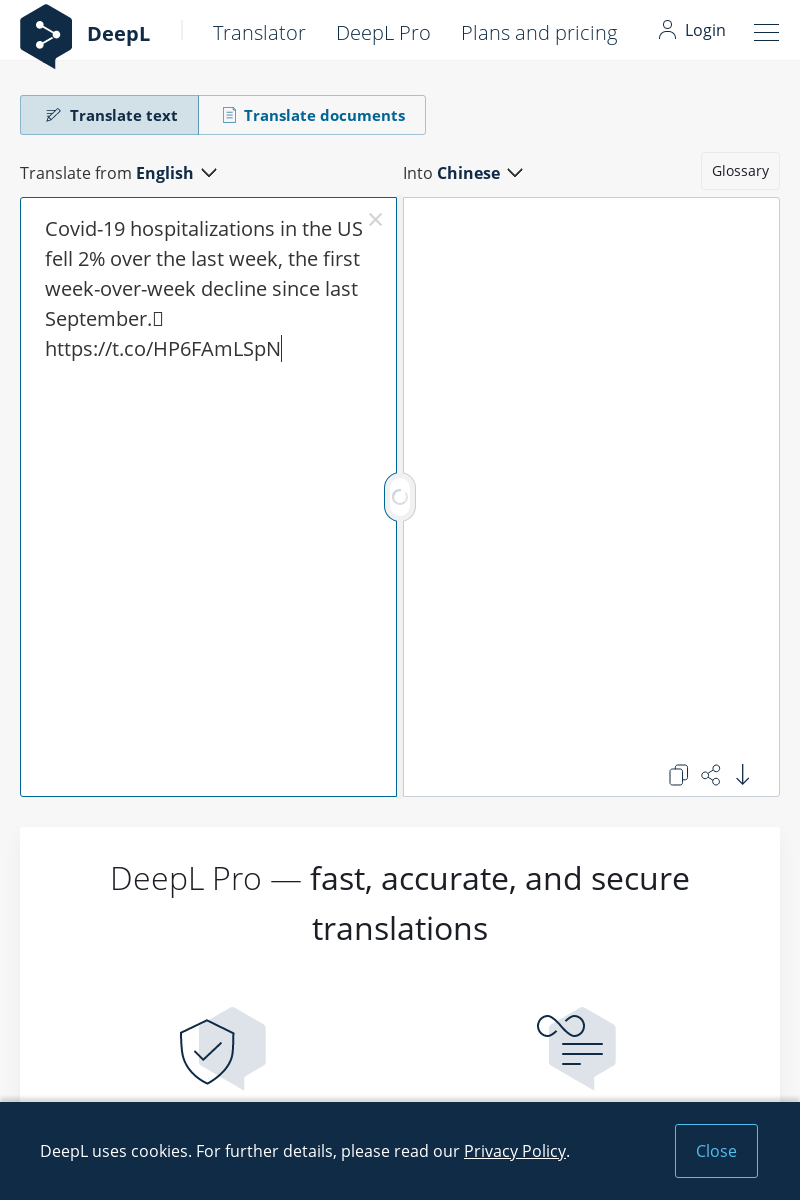 DeepL
Translator
DeepL Pro
Plans and pricing
Login
Translate text
Translate documents
Translate from English
Into Chinese
Glossary
Covid-19 hospitalizations in the US
fell 2% over the last week, the first
week-over-week decline since last
September.
https://t.co/HP6FAmLSpN
DeepL Pro — fast, accurate, and secure
translations
DeepL uses cookies. For further details, please read our Privacy Policy.
Close